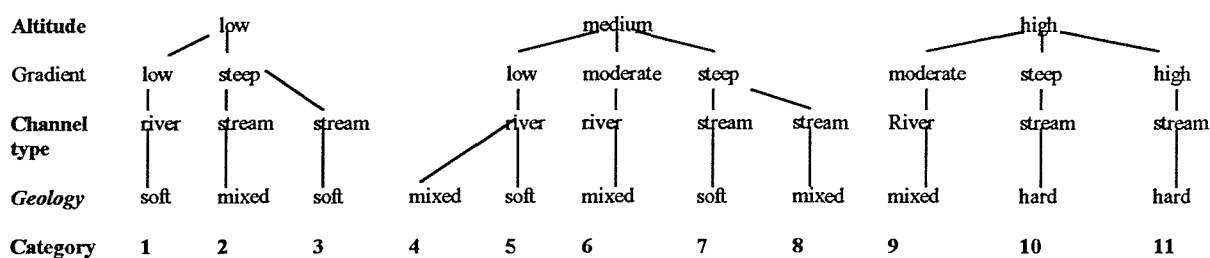 Altitude low medium high
Gradient low steep low moderate steep moderate steep high
Channel river stream stream river river stream stream River stream stream
type
Geology soft mixed soft mixed soft mixed soft mixed mixed hard hard
Category 1 2 3 4 5 6 7 8 9 10 11